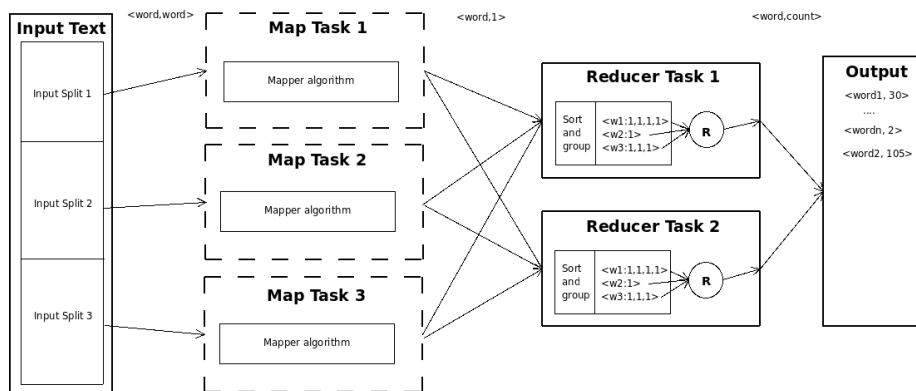 <word,word>
<word,1>
<word,count>
Input Text
Input Split 1
Input Split 2
Input Split 3
Map Task 1
Mapper algorithm
Map Task 2
Mapper algorithm
Map Task 3
Mapper algorithm
Reducer Task 1
Sort
and
group
<w1:1,1,1,1>
<w2:1>
<w3:1,1,1>
R
Reducer Task 2
Sort
and
group
<w1:1,1,1,1>
<w2:1>
<w3:1,1,1>
R
Output
<word1, 30>
....
<wordn, 2>
<word2, 105>